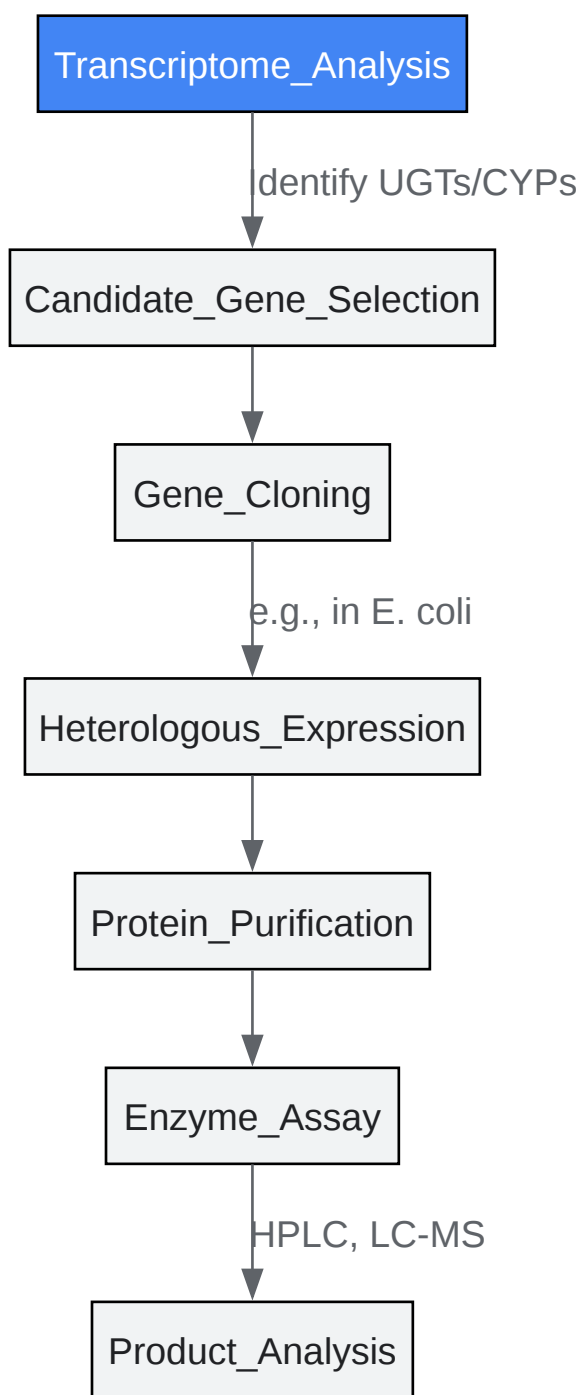 Transcriptome_Analysis
Identify UGTs/CYPs
Candidate_Gene_Selection
Gene_Cloning
e.g., in E. coli
Heterologous_Expression
Protein_Purification
Enzyme_Assay
HPLC, LC-MS
Product_Analysis